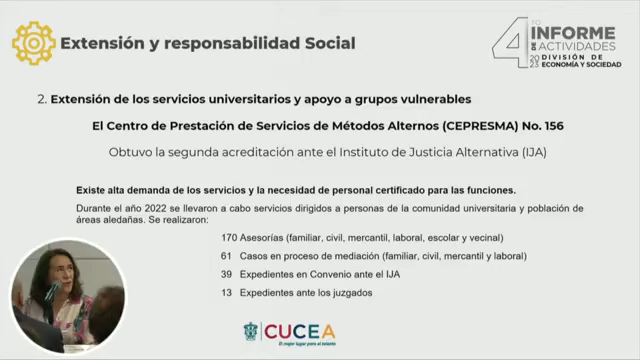 Extensión y responsabilidad Social
4TO INFORME
DE ACTIVIDADES
2023 DIVISIÓN DE
ECONOMÍA Y SOCIEDAD
2. Extensión de los servicios universitarios y apoyo a grupos vulnerables
El Centro de Prestación de Servicios de Métodos Alternos (CEPRESMA) No. 156
Obtuvo la segunda acreditación ante el Instituto de Justicia Alternativa (IJA)
Existe alta demanda de los servicios y la necesidad de personal certificado para las funciones.
Durante el año 2022 se llevaron a cabo servicios dirigidos a personas de la comunidad universitaria y población de
áreas aledañas. Se realizaron:
170 Asesorías (familiar, civil, mercantil, laboral, escolar y vecinal)
61 Casos en proceso de mediación (familiar, civil, mercantil y laboral)
39 Expedientes en Convenio ante el IJA
13 Expedientes ante los juzgados
CUCEA
El mejor lugar para el talento